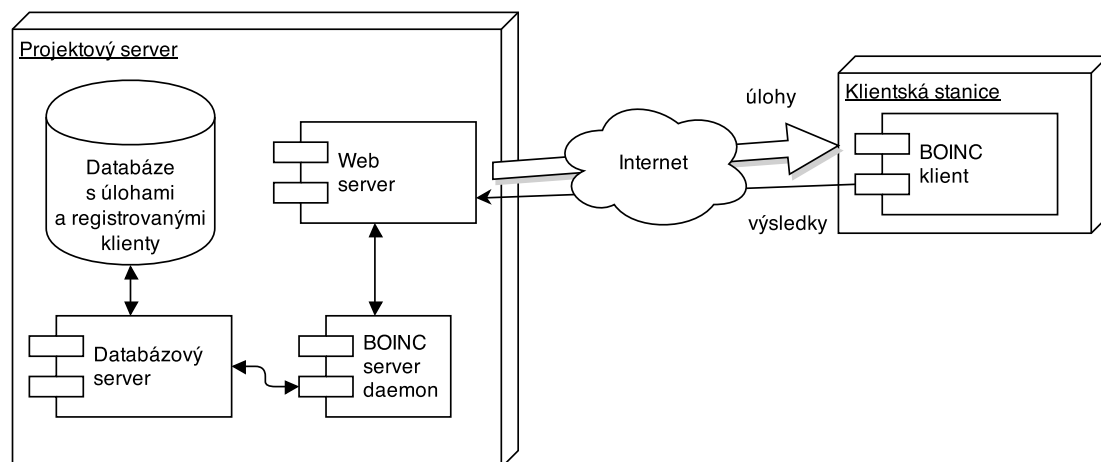 Projektový server
Databáze
s úlohami
a registrovanými
klienty
Web
server
Databázový
server
BOINC
server
daemon
Internet
úlohy
výsledky
Klientská stanice
BOINC
klient